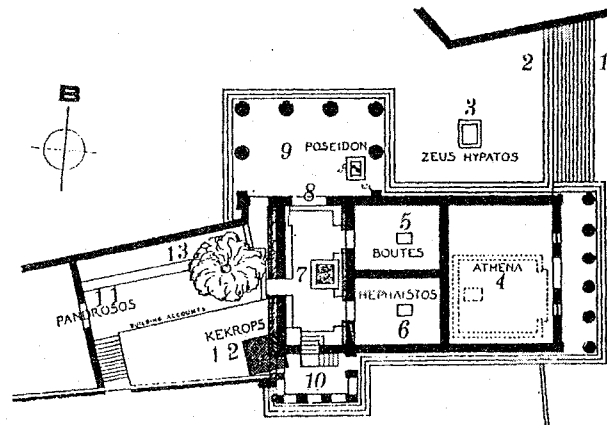 B
2
1
3
ZEUS HYPATOS
9
POSEIDON
8
5
BOUTES
13
7
ATHENA
4
11
PANDROSOS
HEPHAISTOS
6
BUILDING ACCOUNTS
KEKROPS
12
10